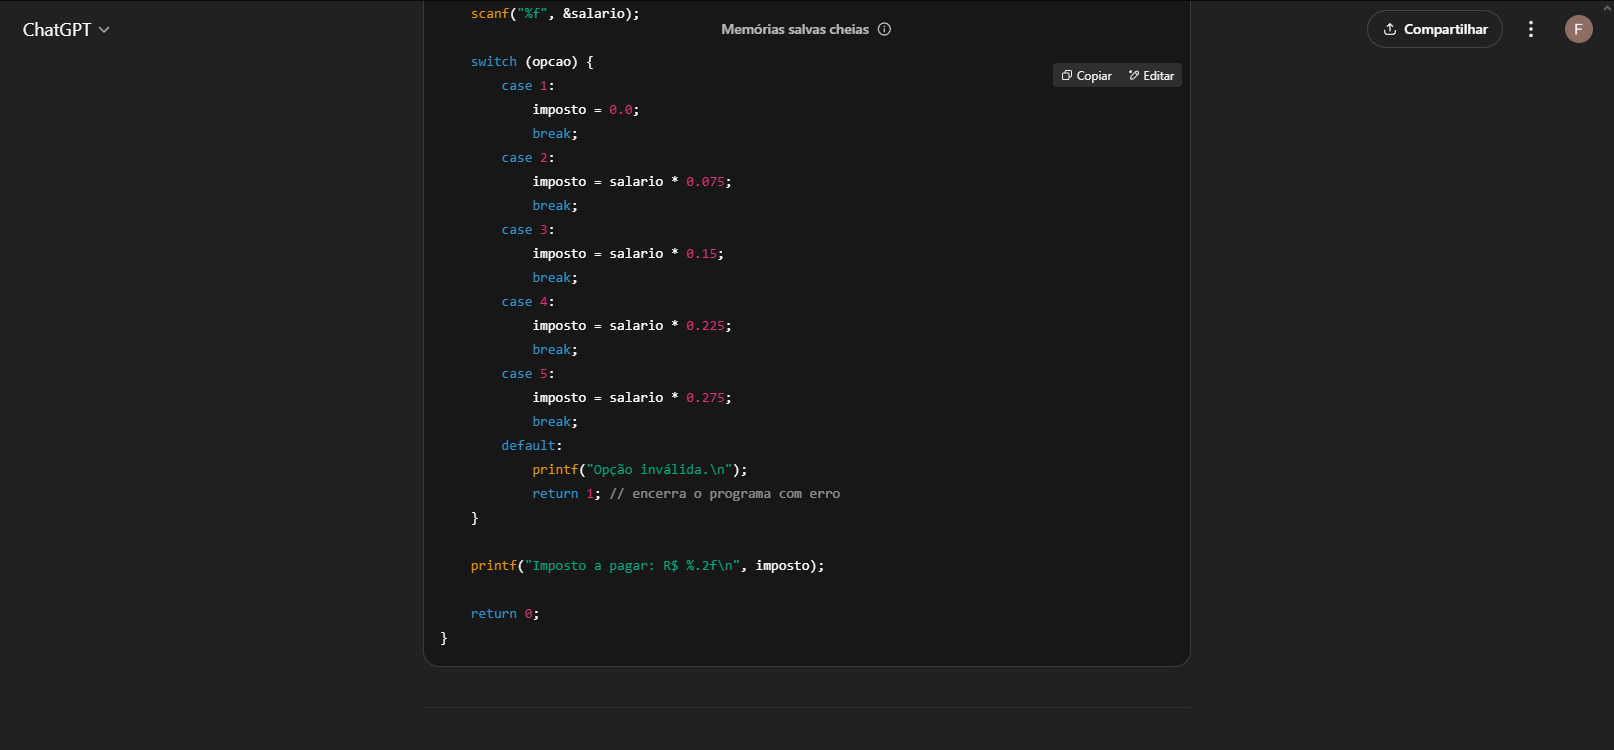 scanf("%f", &salario);
ChatGPT
Memórias salvas cheias
Compartilhar
F
switch (opcao) {
Copiar
Editar
case 1:
imposto = 0.0;
break;
case 2:
imposto = salario * 0.075;
break;
case 3:
imposto = salario * 0.15;
break;
case 4:
imposto = salario * 0.225;
break;
case 5:
imposto = salario * 0.275;
break;
default:
printf("Opção inválida.\n");
return 1; // encerra o programa com erro
}
printf("Imposto a pagar: R$ %.2f\n", imposto);
return 0;
}